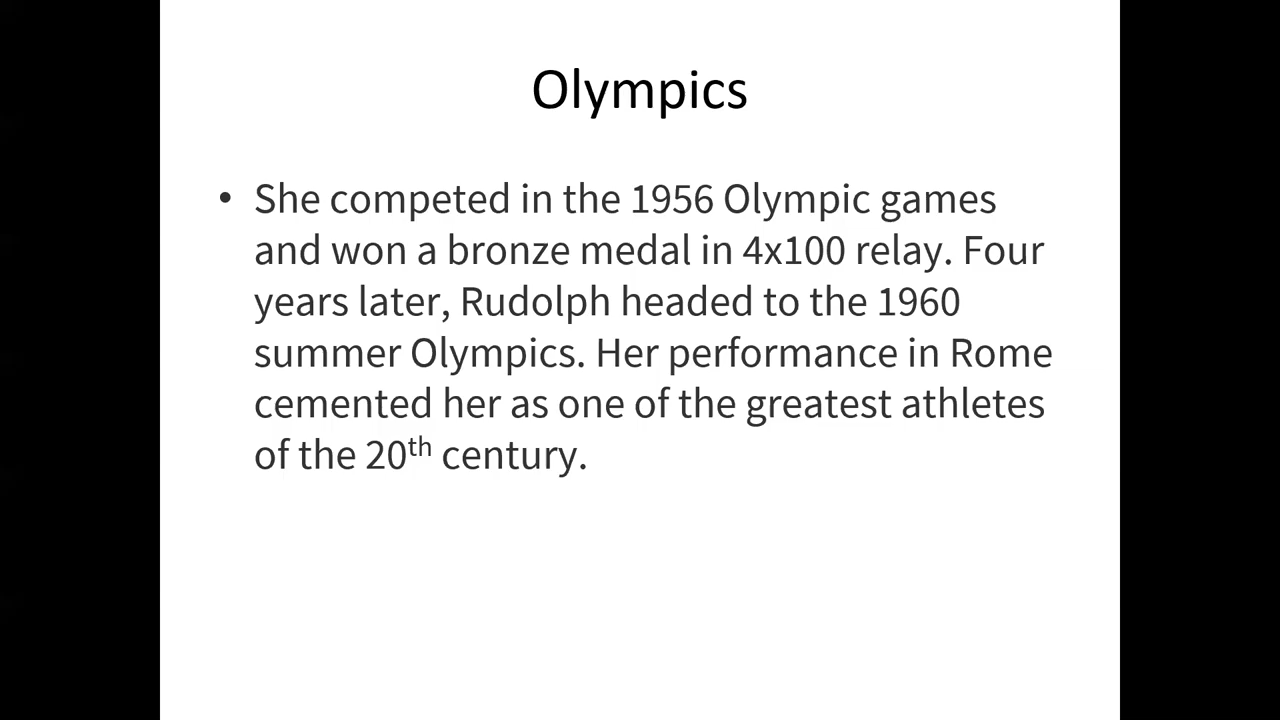 Olympics
• She competed in the 1956 Olympic games
and won a bronze medal in 4x100 relay. Four
years later, Rudolph headed to the 1960
summer Olympics. Her performance in Rome
cemented her as one of the greatest athletes
of the 20th century.